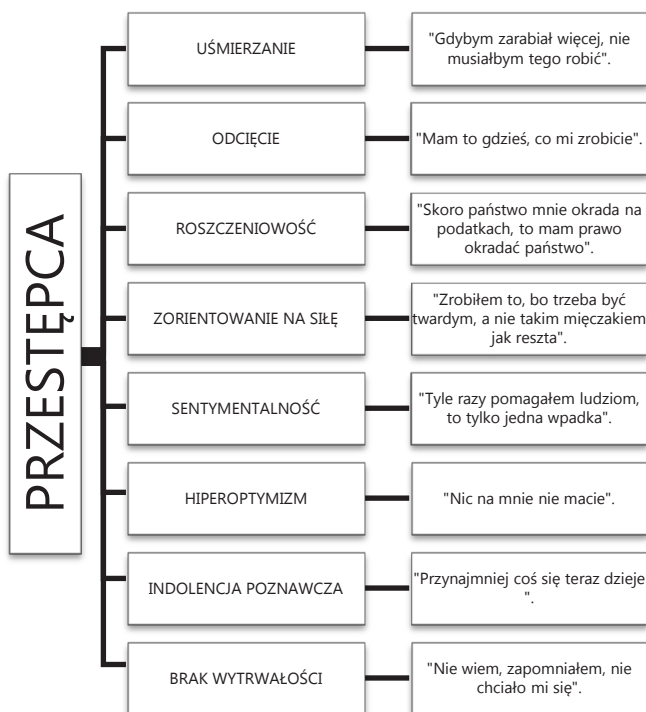 PRZESTĘPCA
UŚMIERZANIE
"Gdybym zarabiał więcej, nie
musiałbym tego robić".
ODCIĘCIE
"Mam to gdzieś, co mi zrobicie".
ROSZCZENIOWOŚĆ
"Skoro państwo mnie okrada na
podatkach, to mam prawo
okradać państwo".
ZORIENTOWANIE NA SIŁĘ
"Zrobiłem to, bo trzeba być
twardym, a nie takim mięczakiem
jak reszta".
SENTYMENTALNOŚĆ
"Tyle razy pomagałem ludziom,
to tylko jedna wpadka".
HIPEROPTYMIZM
"Nic na mnie nie macie".
INDOLENCJA POZNAWCZA
"Przynajmniej coś się teraz dzieje
".
BRAK WYTRWAŁOŚCI
"Nie wiem, zapomniałem, nie
chciało mi się".